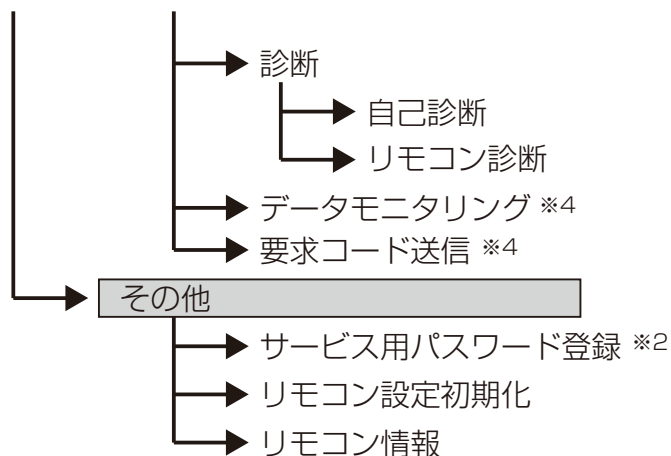 診断
自己診断
リモコン診断
データモニタリング ※4
要求コード送信 ※4
その他
サービス用パスワード登録 ※2
リモコン設定初期化
リモコン情報